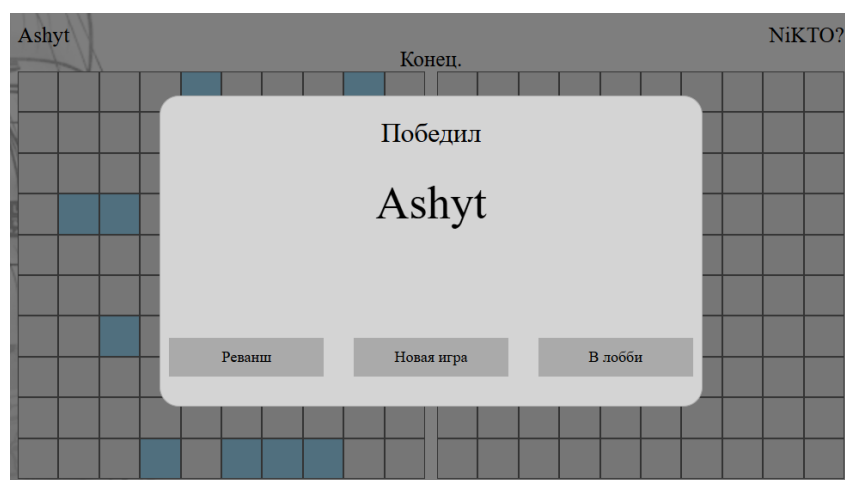 Ashyt
NiKTO?
Конец.
Победил
Ashyt
Реванш
Новая игра
В лобби